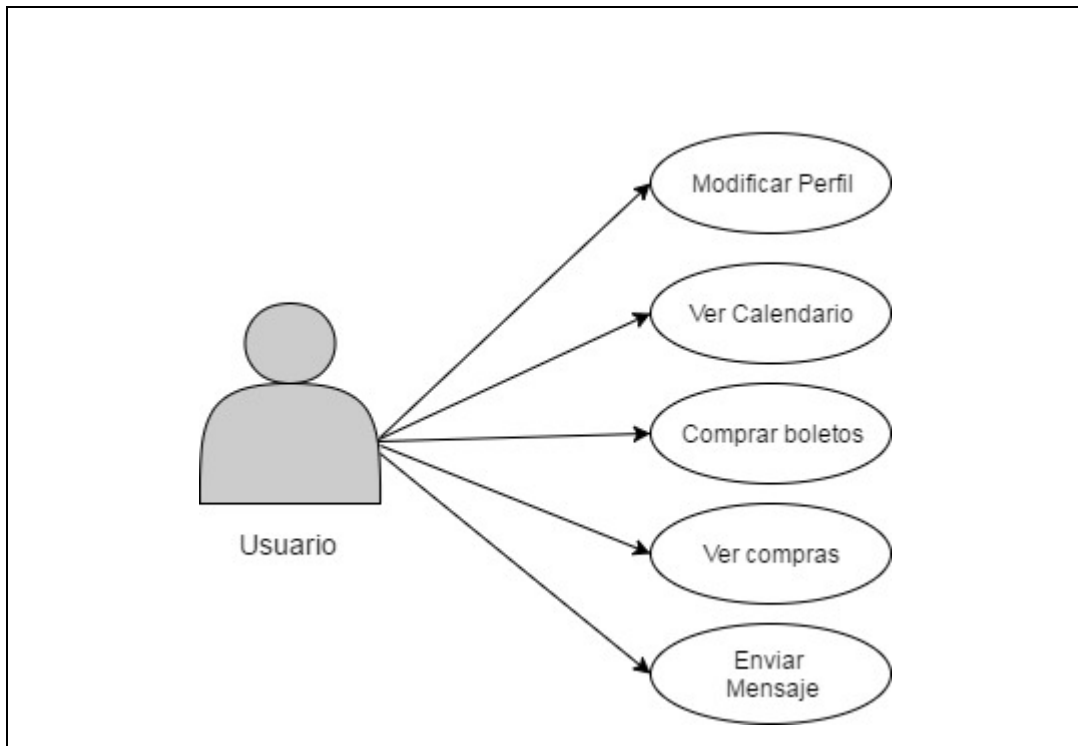 Modificar Perfil
Ver Calendario
Comprar boletos
Usuario
Ver compras
Enviar
Mensaje